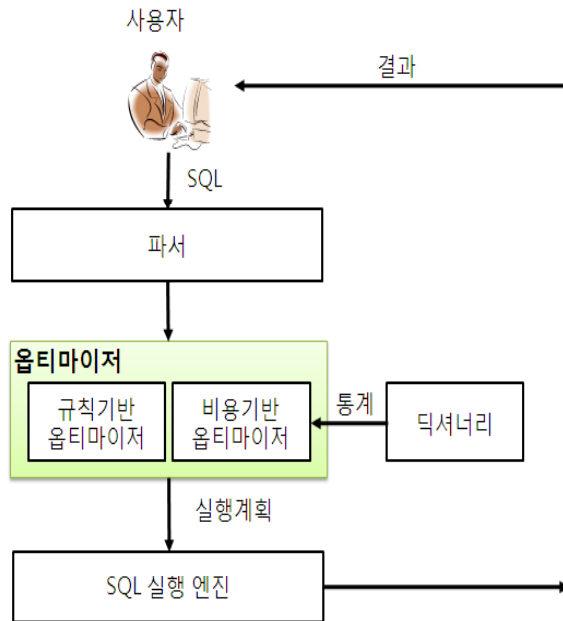 사용자
결과
SQL
파서
옵티마이저
규칙기반
옵티마이저
비용기반
옵티마이저
통계
딕셔너리
실행계획
SQL 실행 엔진